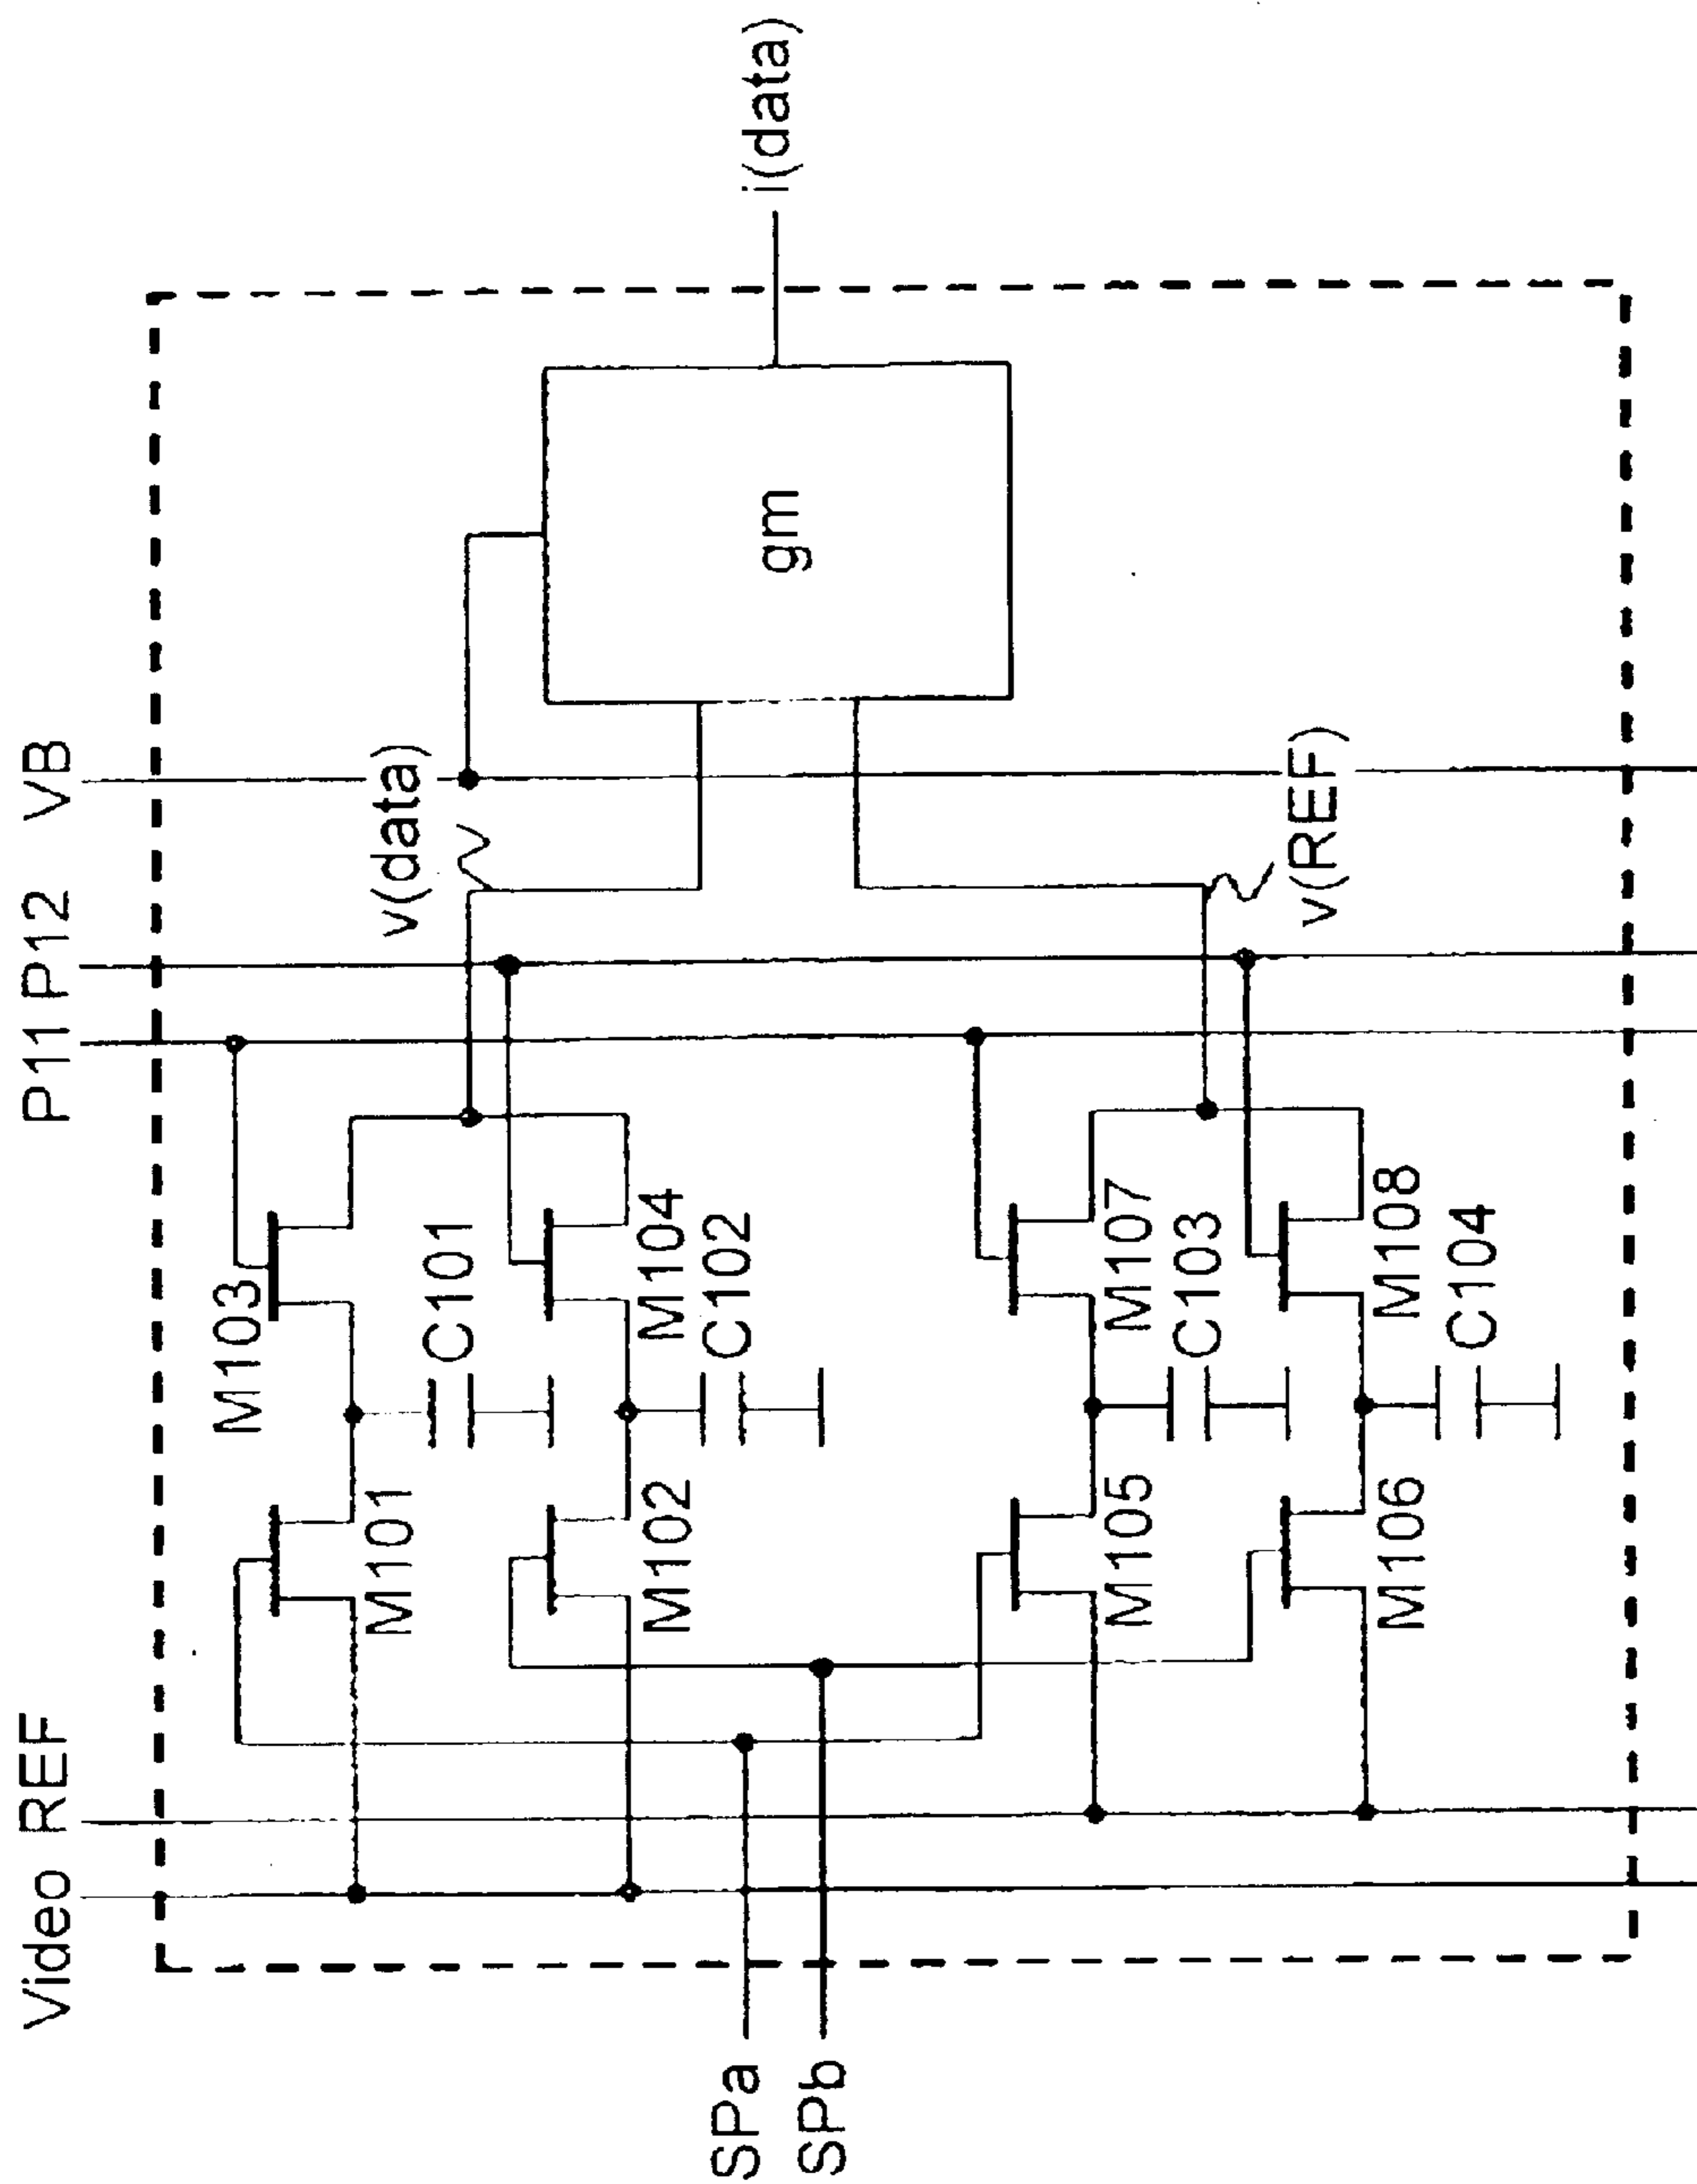 Video REF P11 P12 VB
SPa
SPb
M103
M101
C101
M102
M104
C102
v(data)
gm
i(data)
M105
M107
C103
M106
M108
C104
v(REF)